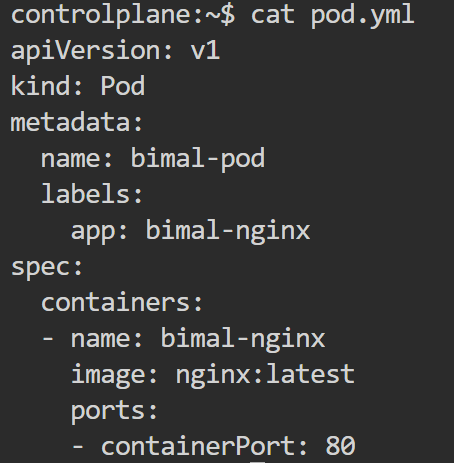 controlplane:~$ cat pod.yml
apiVersion: v1
kind: Pod
metadata:
  name: bimal-pod
  labels:
    app: bimal-nginx
spec:
  containers:
  - name: bimal-nginx
    image: nginx:latest
    ports:
    - containerPort: 80